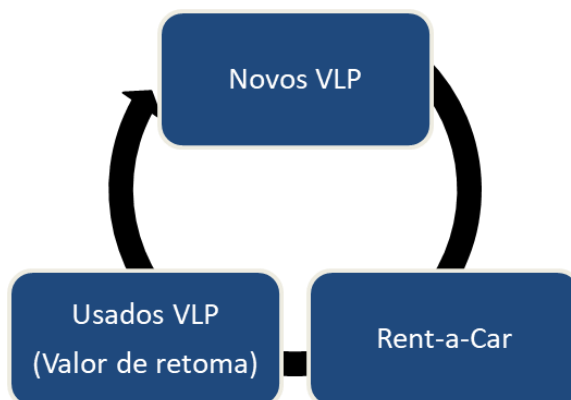 Novos VLP
Usados VLP
(Valor de retoma)
Rent-a-Car